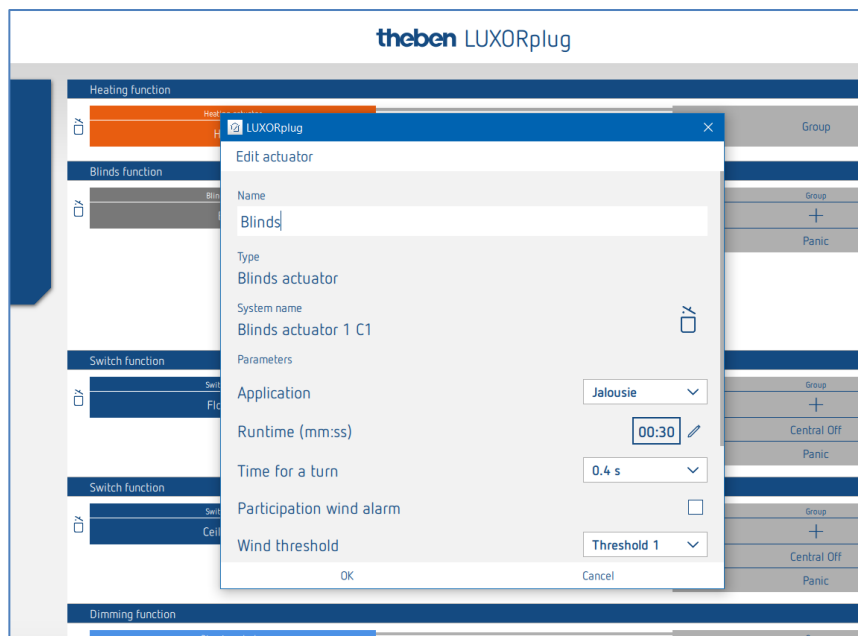 theben LUXORplug
Heating function
Group
LUXORplug
Edit actuator
Name
Blinds
Type
Blinds actuator
System name
Blinds actuator 1 C1
Parameters
Application Jalousie
Runtime (mm:ss) 00:30
Time for a turn 0.4 s
Participation wind alarm
Wind threshold Threshold 1
OK Cancel
Blinds function
Group
+
Panic
Switch function
Group
+
Central Off
Panic
Switch function
Group
+
Central Off
Panic
Dimming function